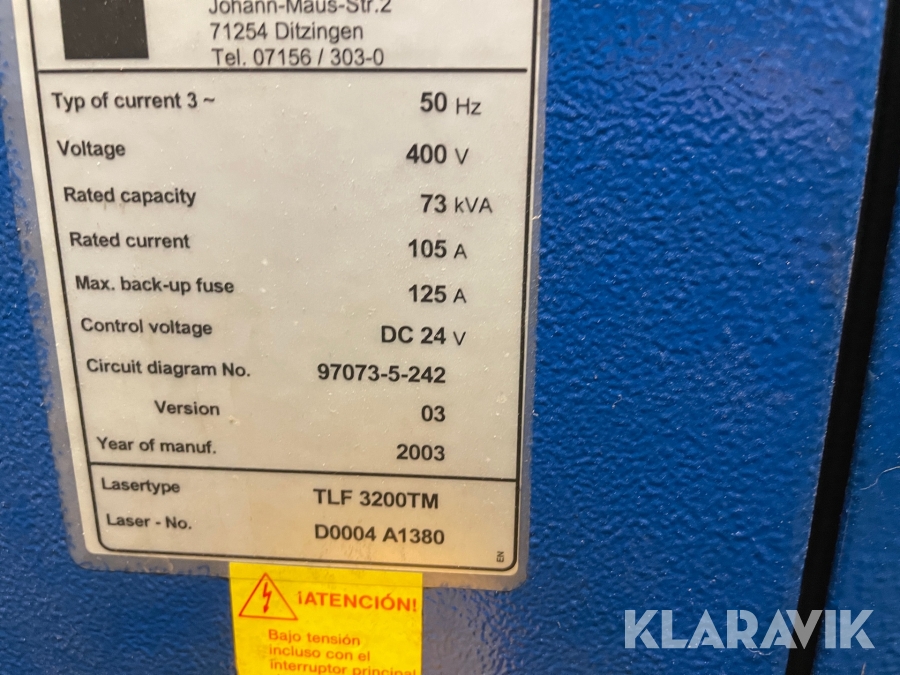 Johann-Maus-Str.2
71254 Ditzingen
Tel. 07156 / 303-0
Typ of current 3 ~ 50 Hz
Voltage 400 V
Rated capacity 73 kVA
Rated current 105 A
Max. back-up fuse 125 A
Control voltage DC 24 V
Circuit diagram No. 97073-5-242
Version 03
Year of manuf. 2003
Lasertype TLF 3200TM
Laser - No. D0004 A1380
EN
¡ATENCIÓN!
Bajo tensión
incluso con el
interruptor principal
KLARAVIK